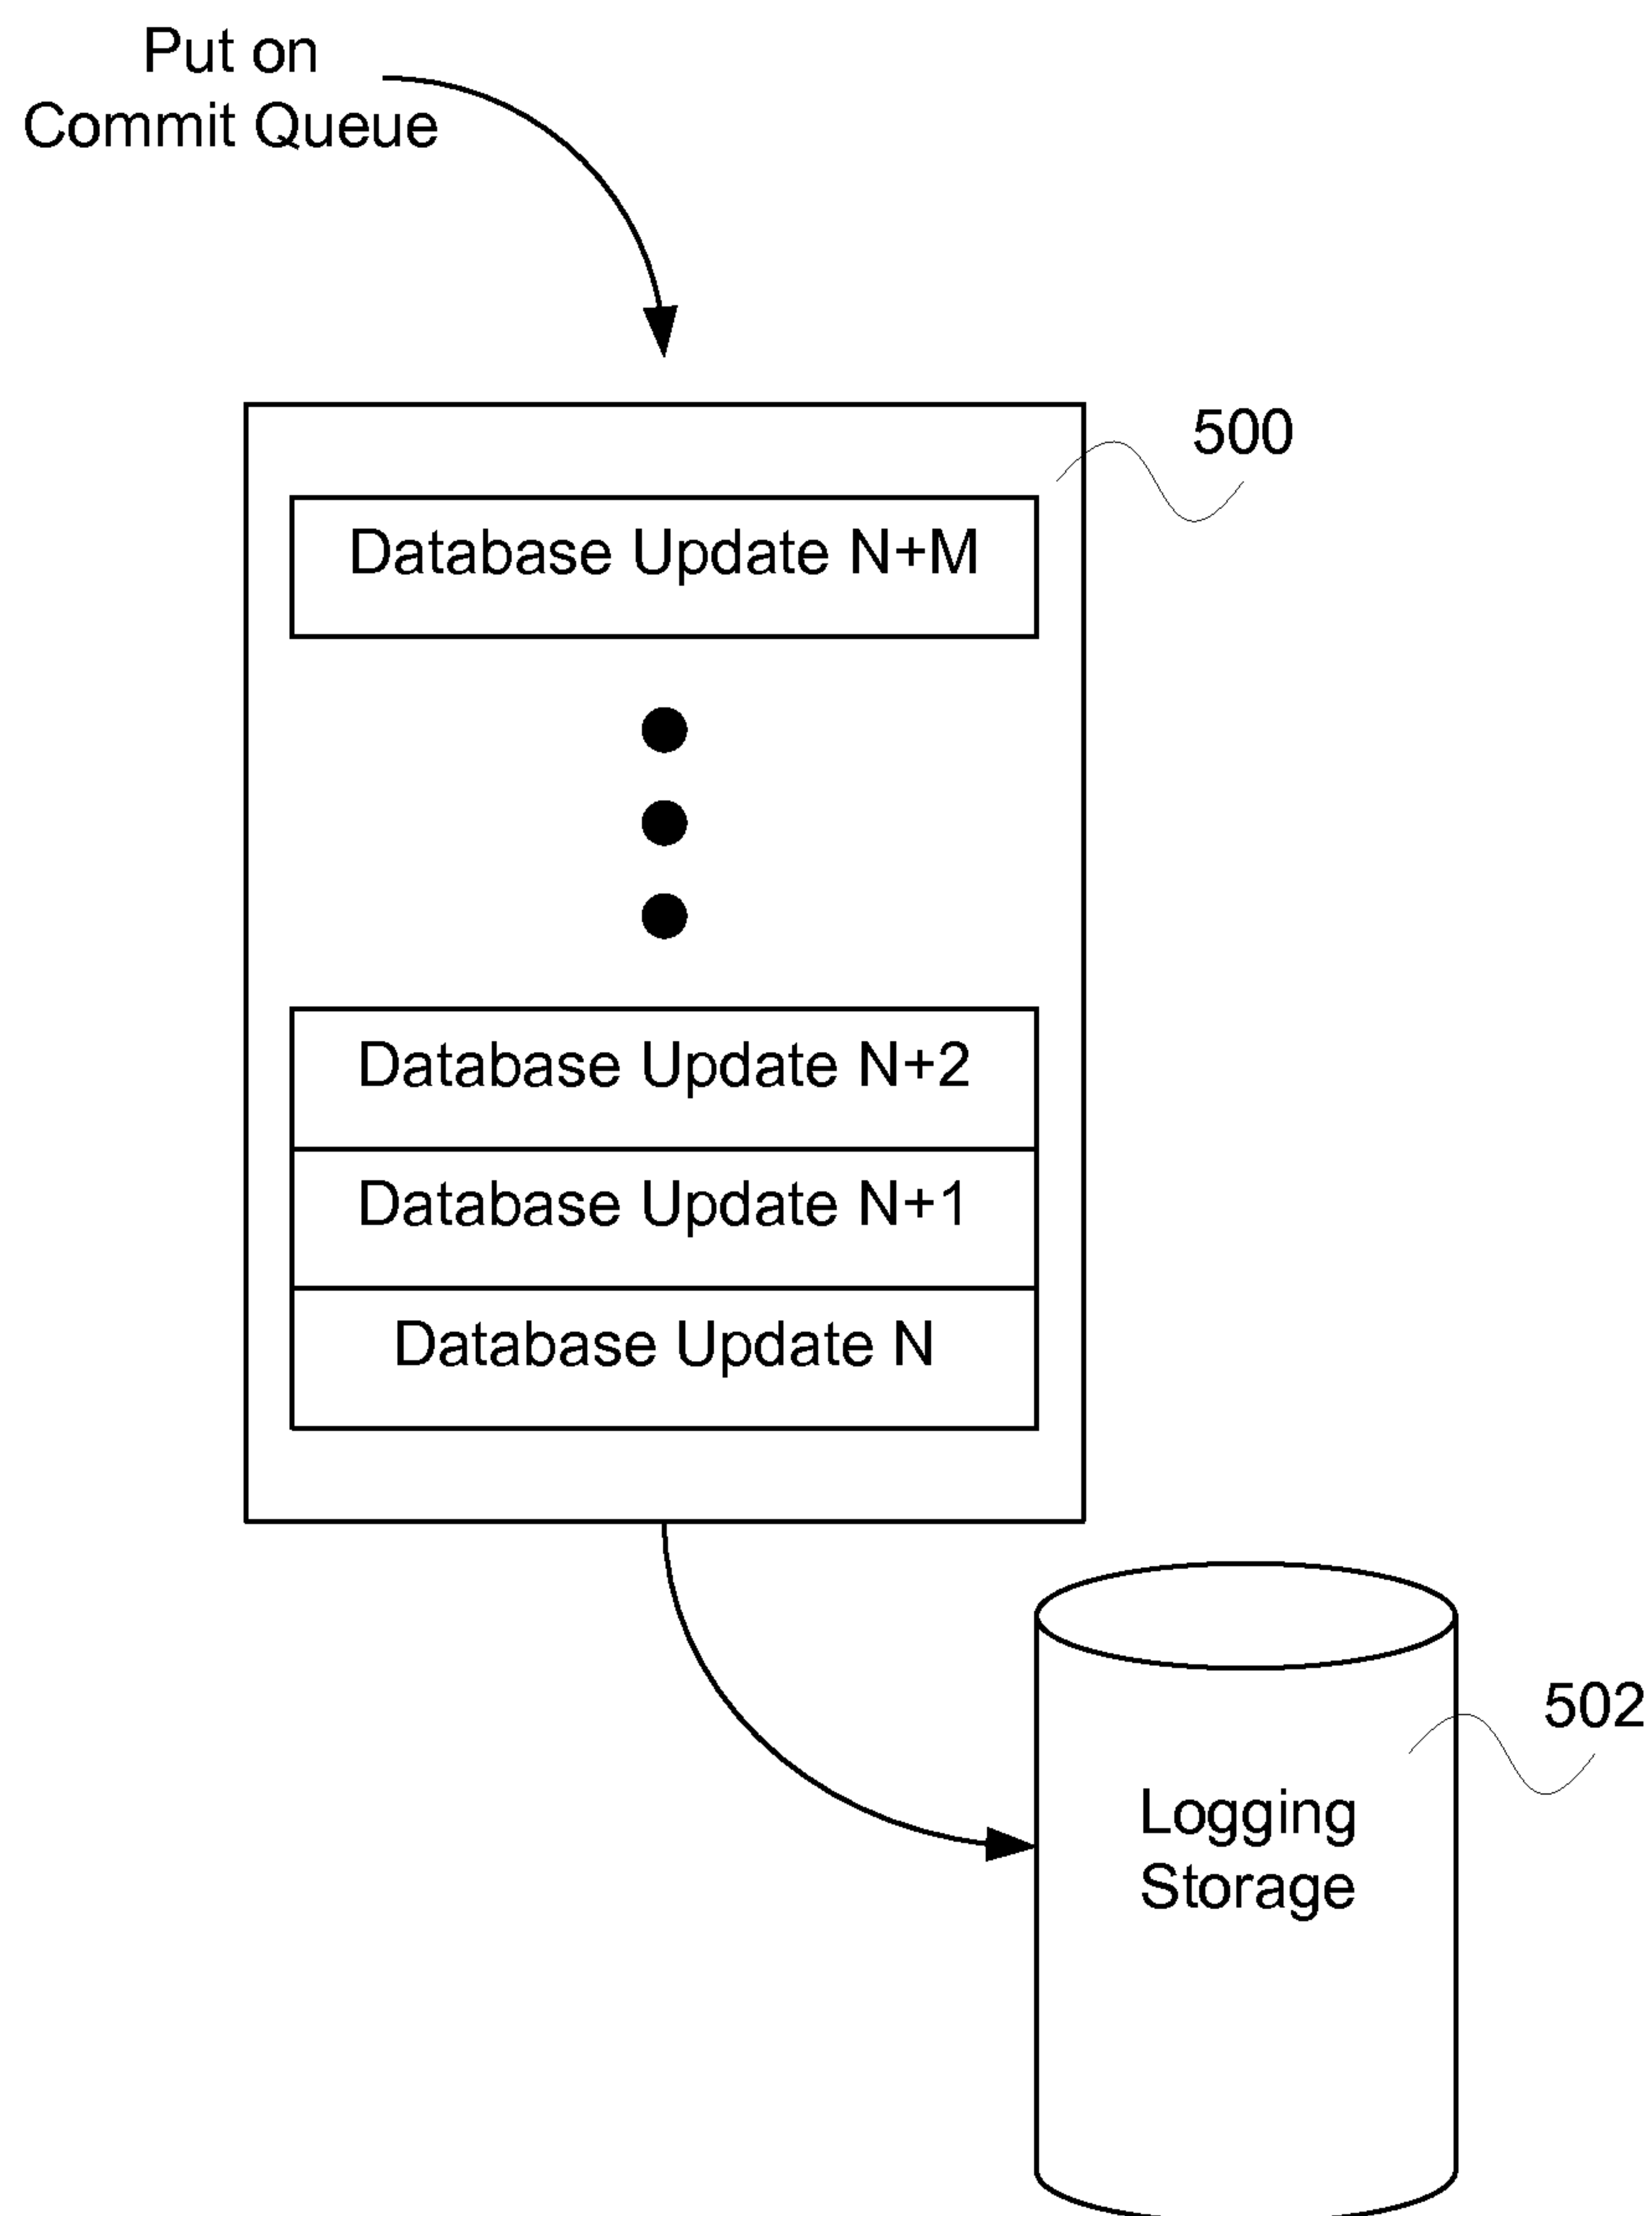 Put on
Commit Queue
500
Database Update N+M
Database Update N+2
Database Update N+1
Database Update N
502
Logging
Storage